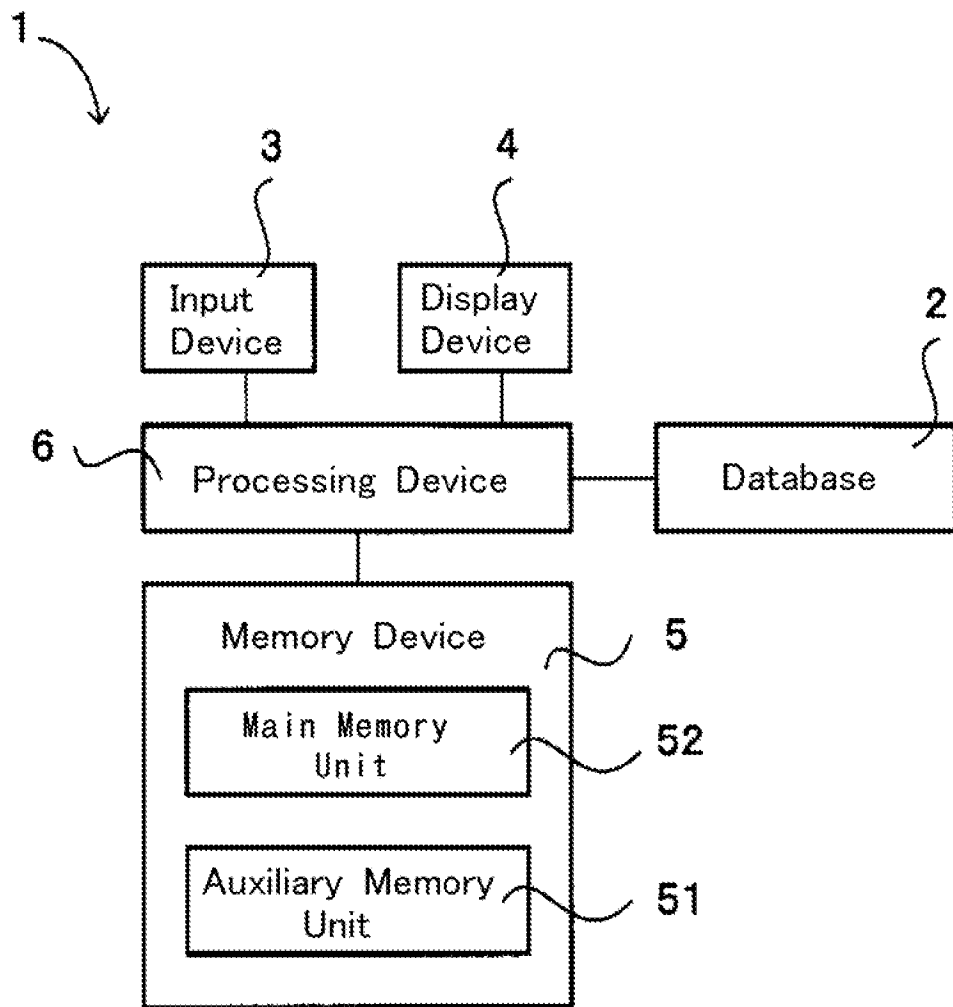 1
3
4
Input
Device
Display
Device
2
6
Processing Device
Database
Memory Device
5
Main Memory
Unit
52
Auxiliary Memory
Unit
51